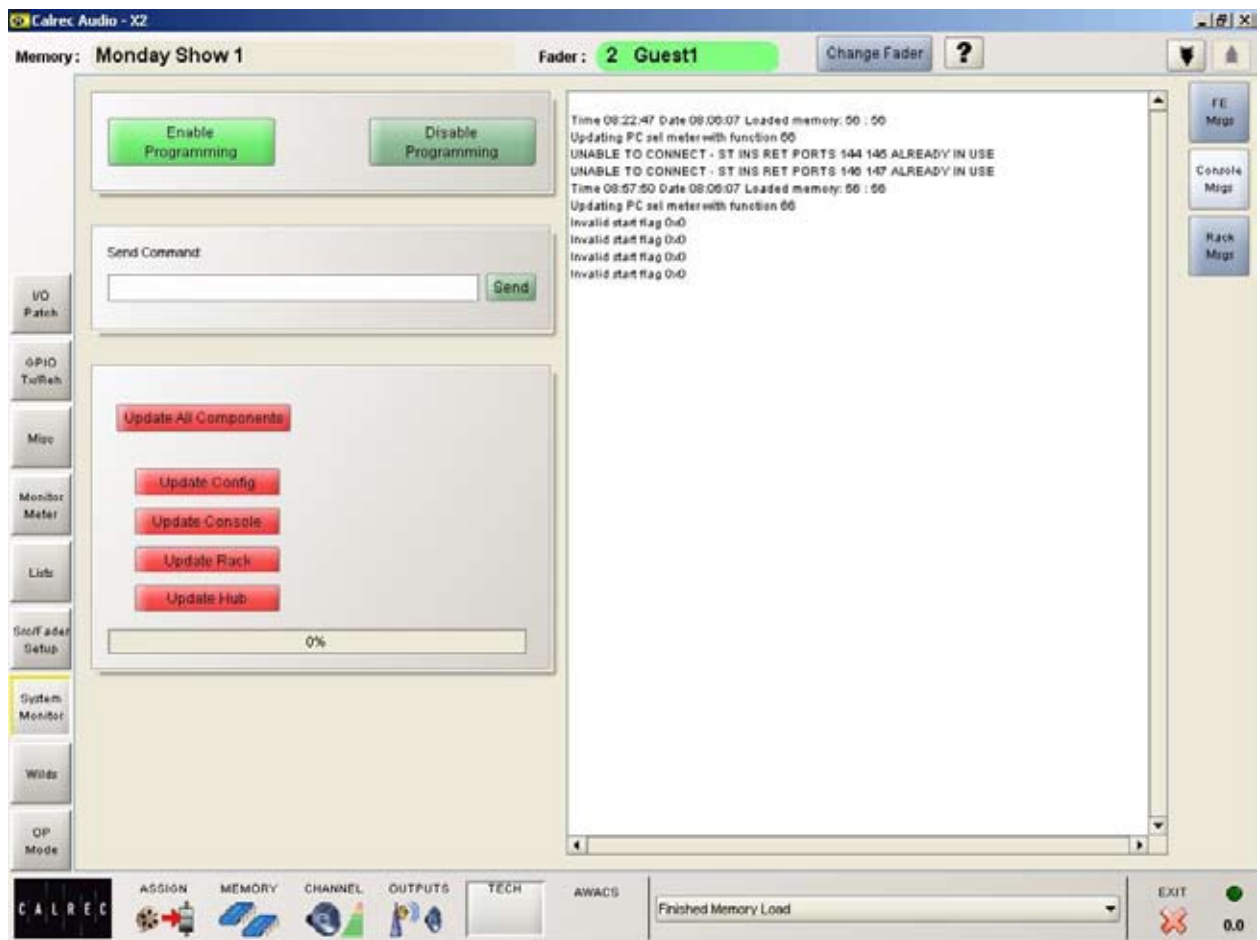 Calrec Audio - X2
Memory: Monday Show 1
Fader: 2 Guest1
Change Fader
?
Enable Programming
Disable Programming
Send Command
Send
Update All Components
Update Config
Update Console
Update Rack
Update Hub
0%
Time 08:22:47 Date 08:06:07 Loaded memory: 56 : 56
Updating PC sel meter with function 66
UNABLE TO CONNECT - ST INS RET PORTS 144 145 ALREADY IN USE
UNABLE TO CONNECT - ST INS RET PORTS 146 147 ALREADY IN USE
Time 08:57:50 Date 08:06:07 Loaded memory: 56 : 56
Updating PC sel meter with function 66
Invalid start flag 0x0
Invalid start flag 0x0
Invalid start flag 0x0
Invalid start flag 0x0
FE Msgs
Console Msgs
Rack Msgs
I/O Patch
GPIO Tx/Reh
Misc
Monitor Meter
Lists
Src/Fader Setup
System Monitor
Wilds
OP Mode
CALREC
ASSIGN
MEMORY
CHANNEL
OUTPUTS
TECH
AWACS
Finished Memory Load
EXIT
0.0